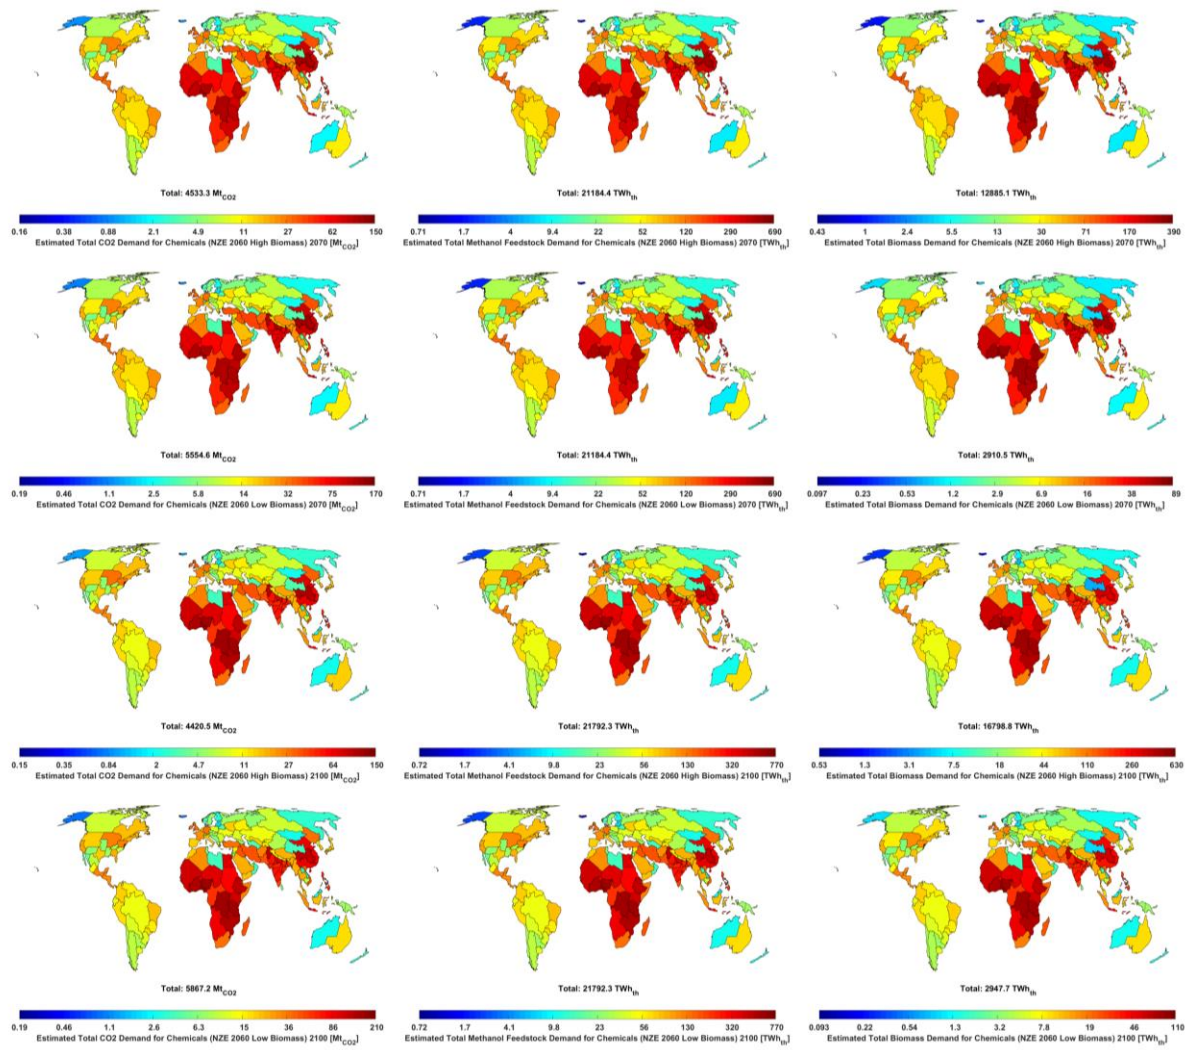 Total: 4533.3 Mt_CO2
Total: 21184.4 TWh_th
Total: 12885.1 TWh_th
0.16 0.38 0.88 2.1 4.9 11 27 62 150
0.71 1.7 4 9.4 22 52 120 290 690
0.43 1 2.4 5.5 13 30 71 170 390
Estimated Total CO2 Demand for Chemicals (NZE 2060 High Biomass) 2070 [Mt_CO2]
Estimated Total Methanol Feedstock Demand for Chemicals (NZE 2060 High Biomass) 2070 [TWh_th]
Estimated Total Biomass Demand for Chemicals (NZE 2060 High Biomass) 2070 [TWh_th]
Total: 5554.6 Mt_CO2
Total: 21184.4 TWh_th
Total: 2910.5 TWh_th
0.19 0.46 1.1 2.5 5.8 14 32 75 170
0.71 1.7 4 9.4 22 52 120 290 690
0.097 0.23 0.53 1.2 2.9 6.9 16 38 89
Estimated Total CO2 Demand for Chemicals (NZE 2060 Low Biomass) 2070 [Mt_CO2]
Estimated Total Methanol Feedstock Demand for Chemicals (NZE 2060 Low Biomass) 2070 [TWh_th]
Estimated Total Biomass Demand for Chemicals (NZE 2060 Low Biomass) 2070 [TWh_th]
Total: 4420.5 Mt_CO2
Total: 21792.3 TWh_th
Total: 16798.8 TWh_th
0.15 0.35 0.84 2 4.7 11 27 64 150
0.72 1.7 4.1 9.8 23 56 130 320 770
0.53 1.3 3.1 7.5 18 44 110 260 630
Estimated Total CO2 Demand for Chemicals (NZE 2060 High Biomass) 2100 [Mt_CO2]
Estimated Total Methanol Feedstock Demand for Chemicals (NZE 2060 High Biomass) 2100 [TWh_th]
Estimated Total Biomass Demand for Chemicals (NZE 2060 High Biomass) 2100 [TWh_th]
Total: 5867.2 Mt_CO2
Total: 21792.3 TWh_th
Total: 2947.7 TWh_th
0.19 0.46 1.1 2.6 6.3 15 36 86 210
0.72 1.7 4.1 9.8 23 56 130 320 770
0.093 0.22 0.54 1.3 3.2 7.8 19 46 110
Estimated Total CO2 Demand for Chemicals (NZE 2060 Low Biomass) 2100 [Mt_CO2]
Estimated Total Methanol Feedstock Demand for Chemicals (NZE 2060 Low Biomass) 2100 [TWh_th]
Estimated Total Biomass Demand for Chemicals (NZE 2060 Low Biomass) 2100 [TWh_th]